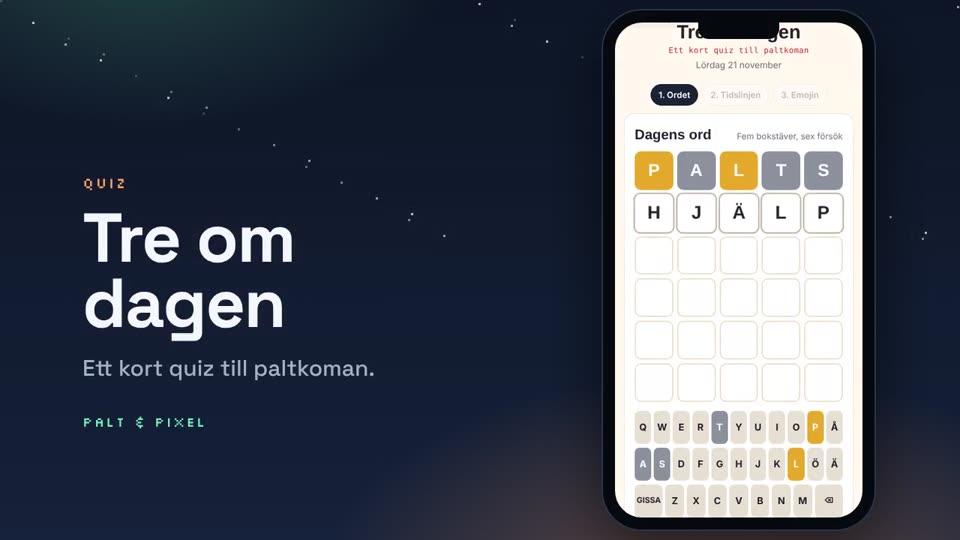 QUIZ
Tre om
dagen
Ett kort quiz till paltkoman.
PALT & PIXEL
Ett kort quiz till paltkoman
Lördag 21 november
1. Ordet 2. Tidslinjen 3. Emojin
Dagens ord Fem bokstäver, sex försök
P A L T S
H J Ä L P
Q W E R T Y U I O P Å
A S D F G H J K L Ö Ä
GISSA Z X C V B N M